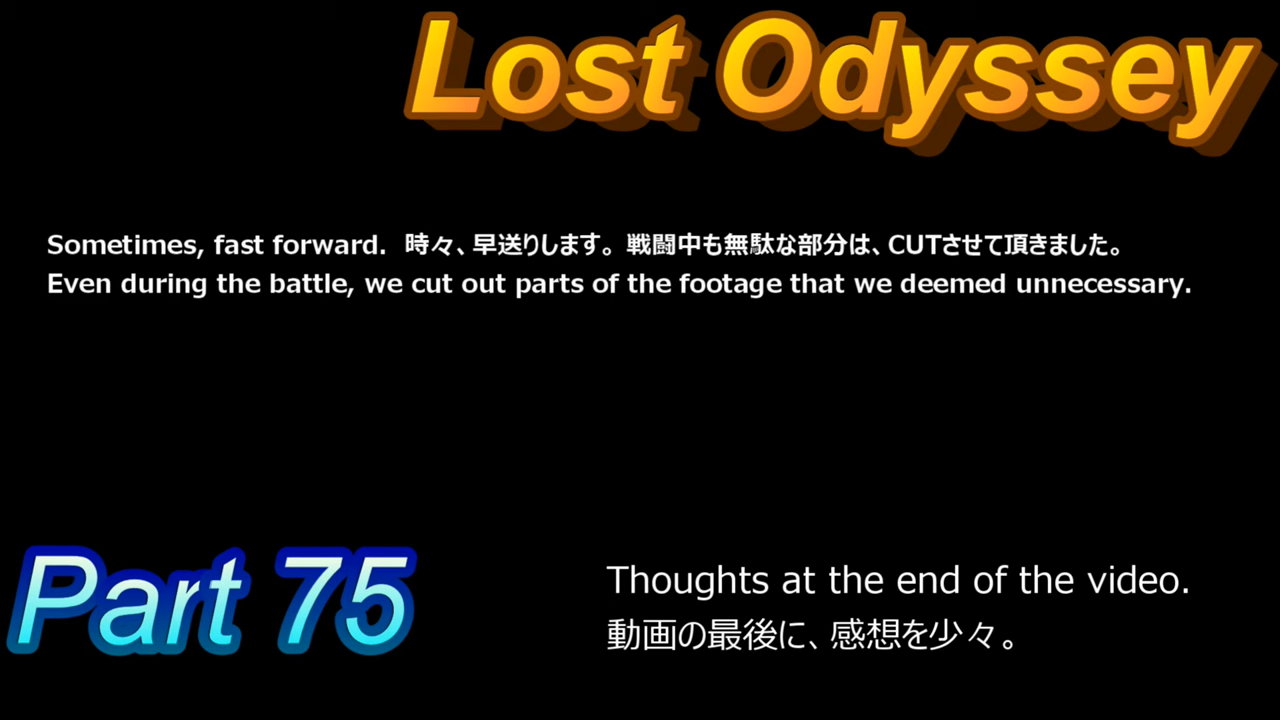 Lost Odyssey
Sometimes, fast forward. 時々、早送りします。戦闘中も無駄な部分は、CUTさせて頂きました。
Even during the battle, we cut out parts of the footage that we deemed unnecessary.
Part 75
Thoughts at the end of the video.
動画の最後に、感想を少々。